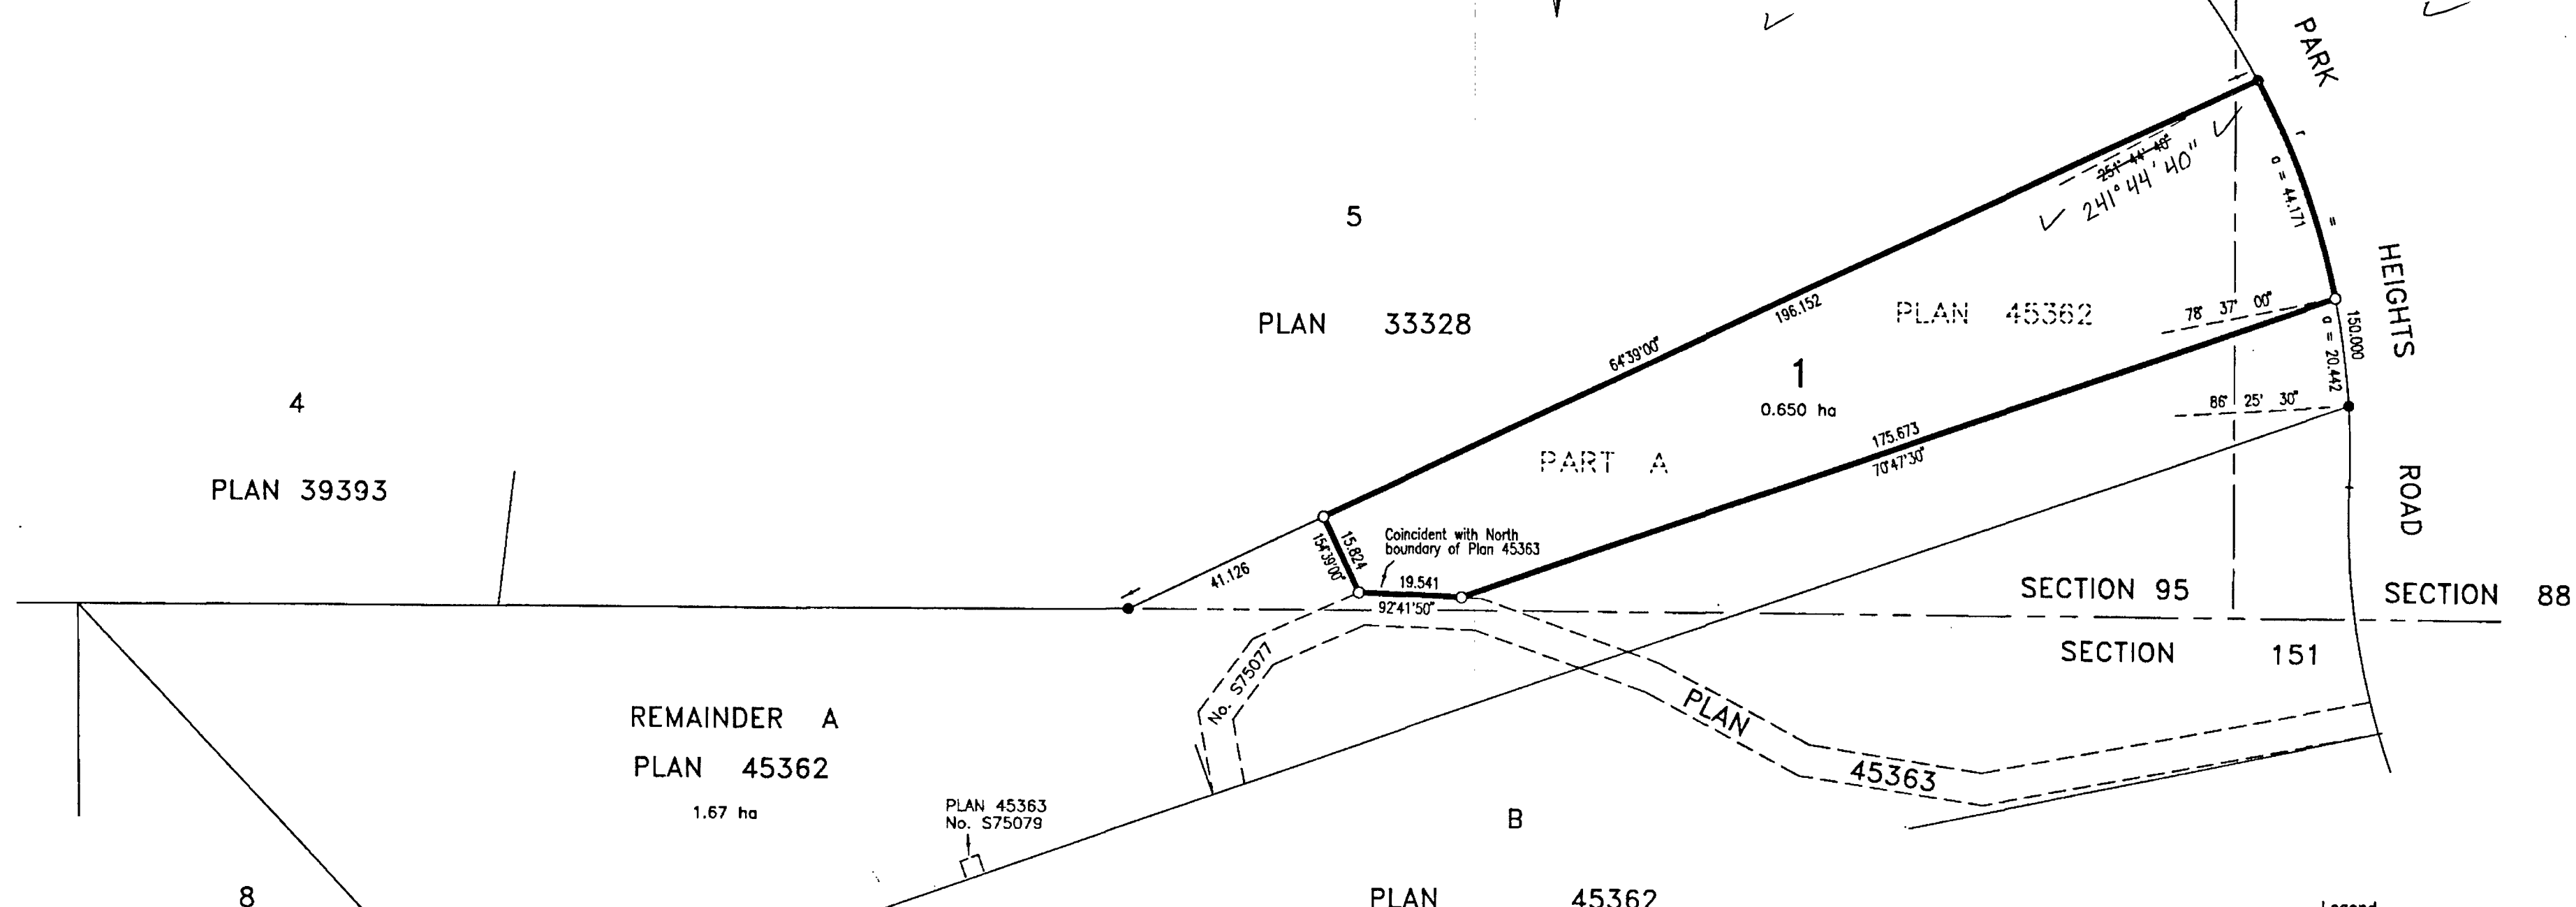 PARK
HEIGHTS
ROAD
r
=
150.000
a = 44.171
a = 20.442
251° 44' 40"
241° 44' 40"
5
PLAN 33328
196.152
64°39'00"
PLAN 45362
78° 37' 00"
1
0.650 ha
86° 25' 30"
4
PLAN 39393
175.673
70°47'30"
PART A
Coincident with North
boundary of Plan 45363
15.824
154°39'00"
41.126
19.541
92°41'50"
SECTION 95
SECTION 88
SECTION 151
No. S75077
REMAINDER A
PLAN 45362
1.67 ha
PLAN
45363
PLAN 45363
No. S75079
B
PLAN 45362
8
Legend